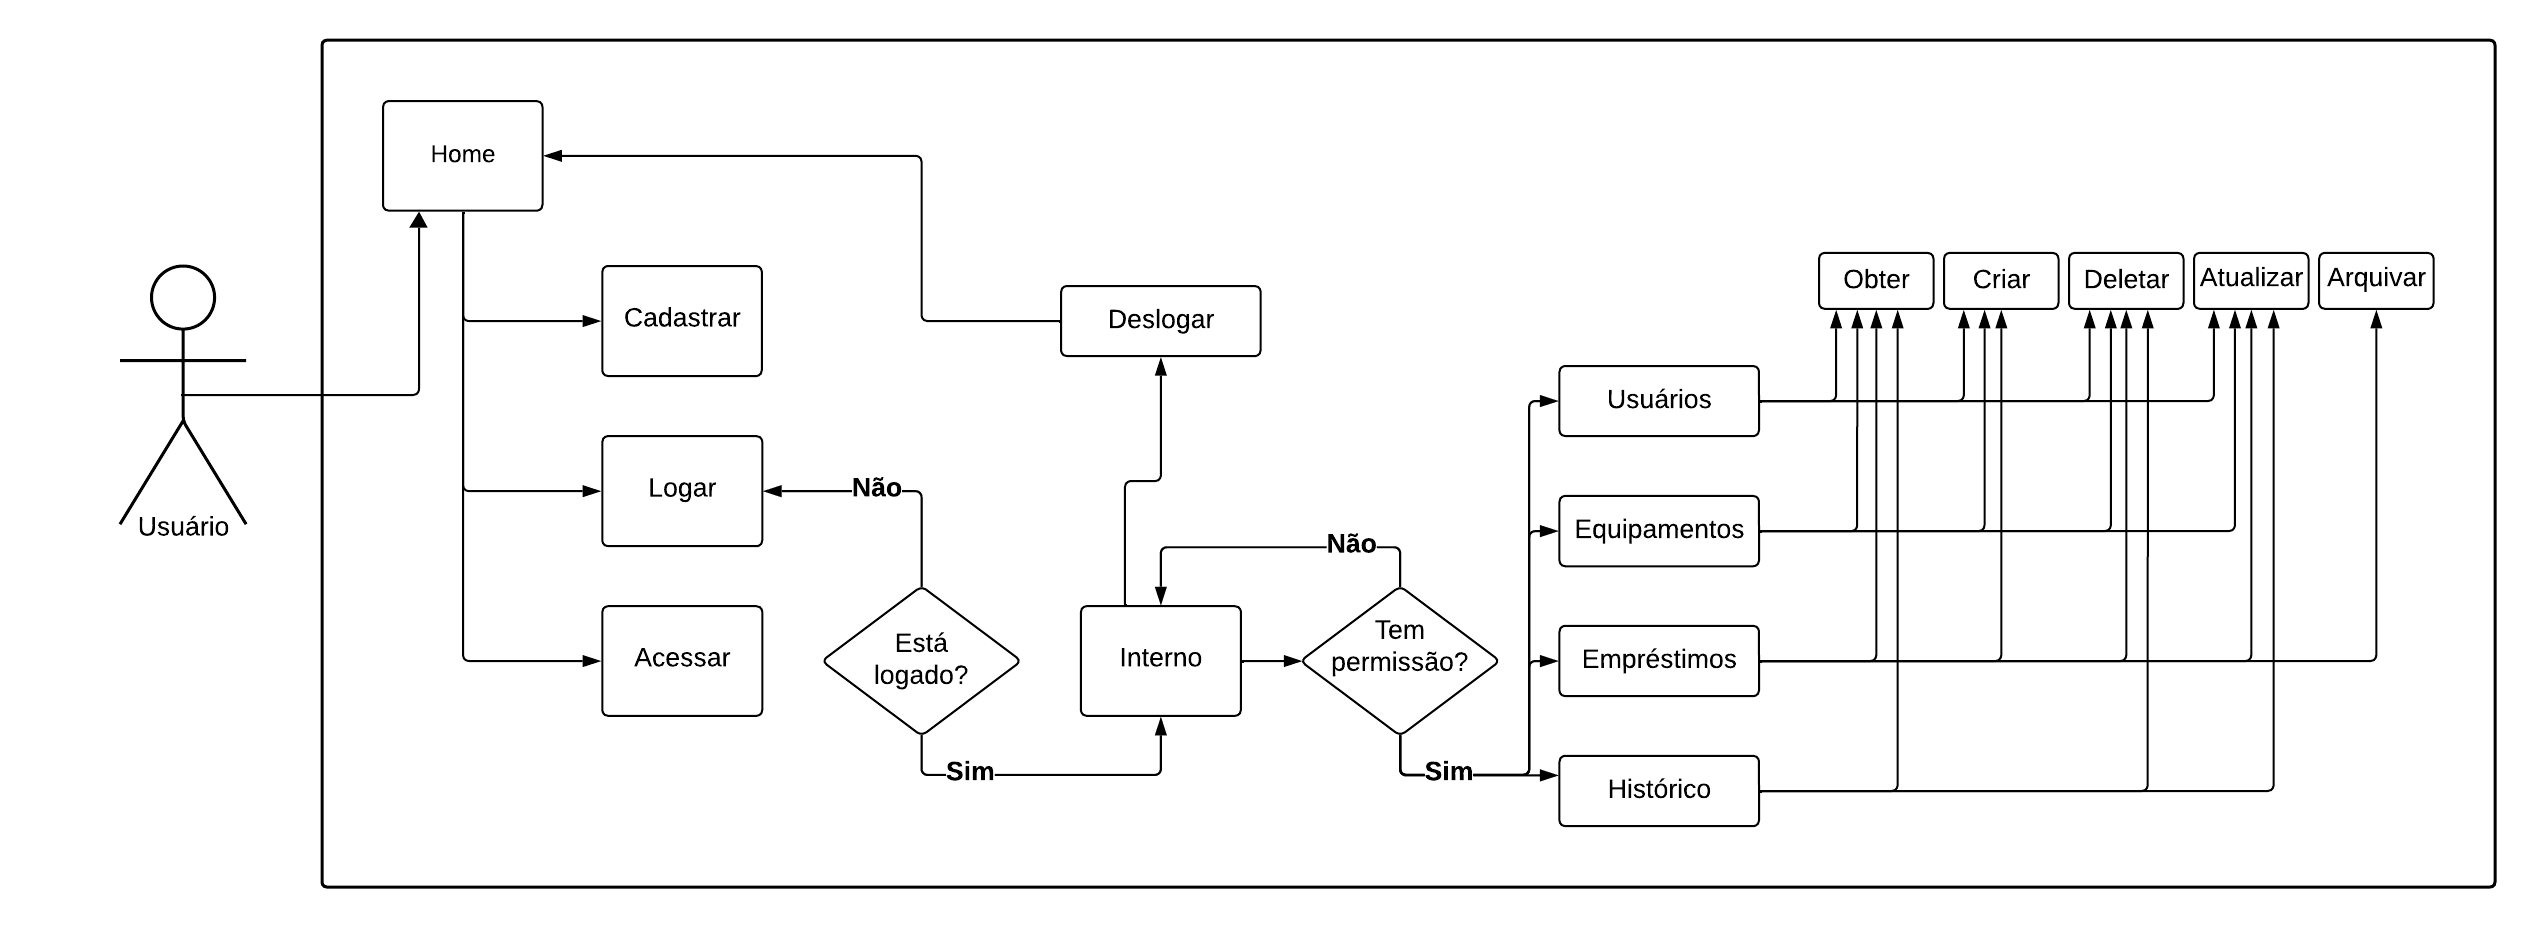 Home
Cadastrar
Logar
Acessar
Usuário
Deslogar
Não
Está
logado?
Sim
Interno
Não
Tem
permissão?
Sim
Usuários
Equipamentos
Empréstimos
Histórico
Obter
Criar
Deletar
Atualizar
Arquivar